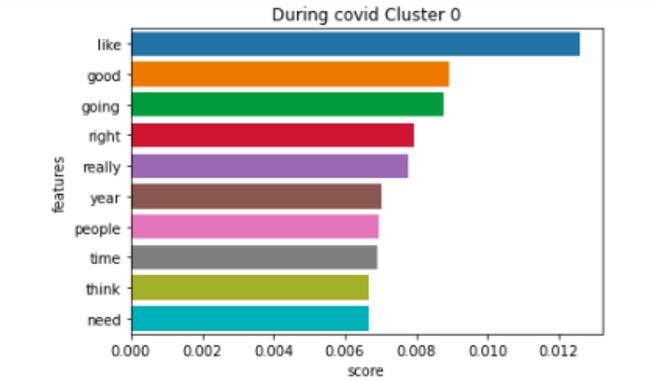 During covid Cluster 0
features
like
good
going
right
really
year
people
time
think
need
0.000 0.002 0.004 0.006 0.008 0.010 0.012
score